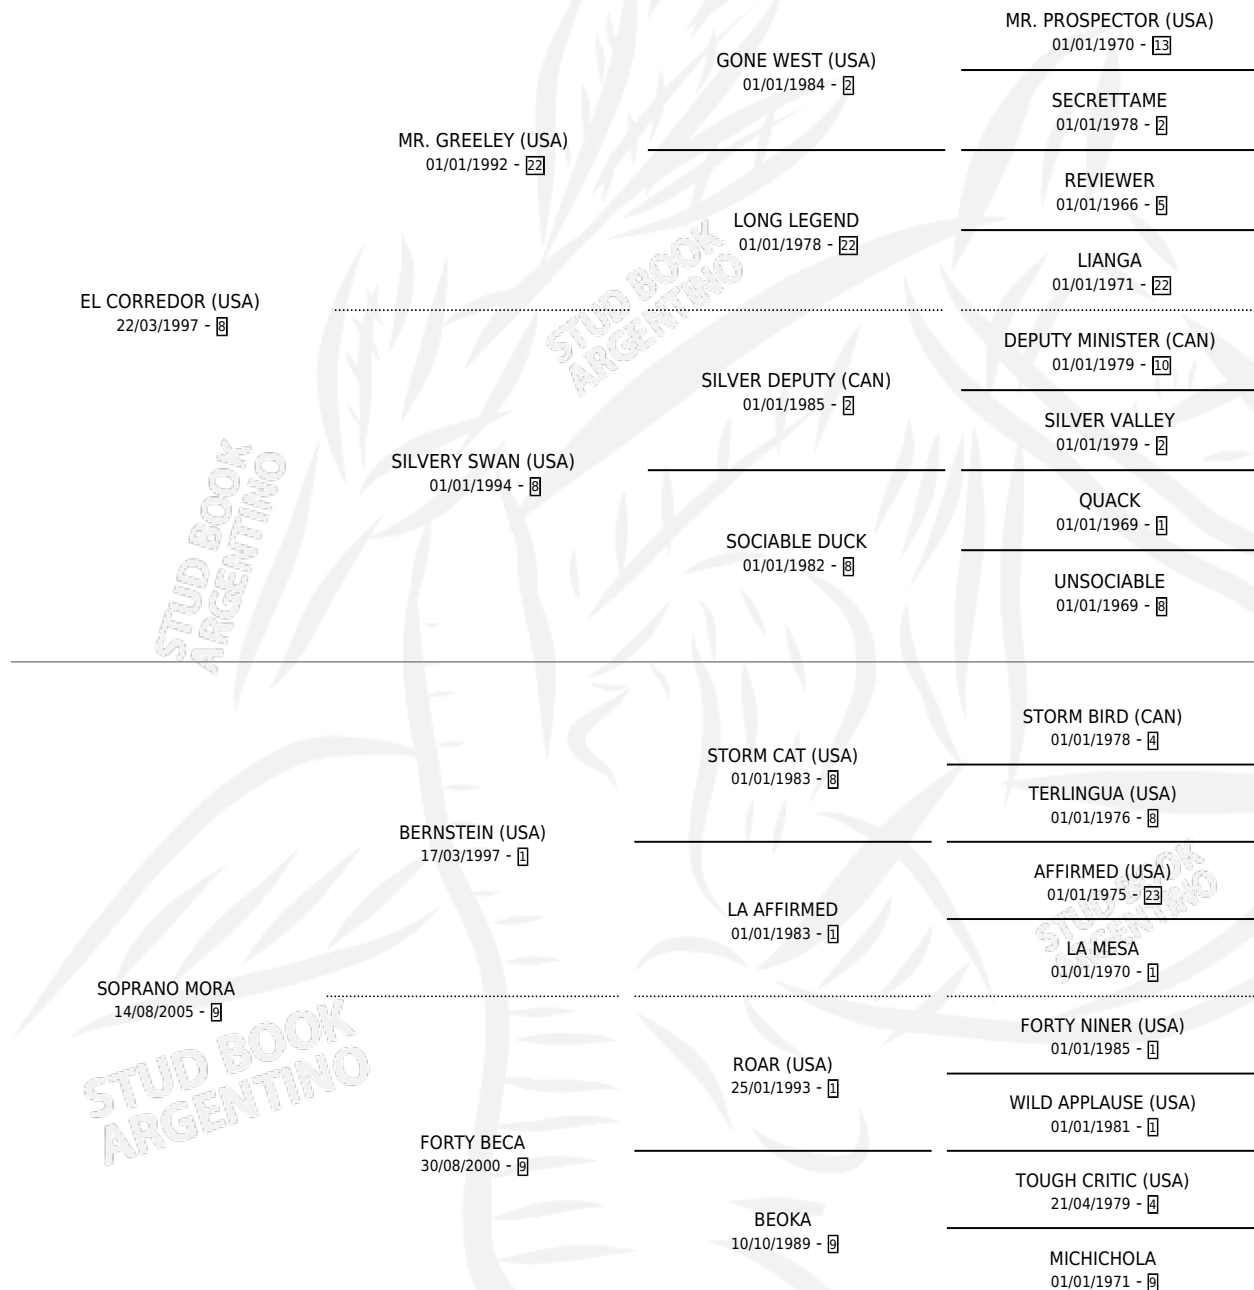 MR. PROSPECTOR (USA)
01/01/1970 - 13
GONE WEST (USA)
01/01/1984 - 2
SECRETTAME
01/01/1978 - 2
MR. GREELEY (USA)
01/01/1992 - 22
REVIEWER
01/01/1966 - 5
LONG LEGEND
01/01/1978 - 22
LIANGA
01/01/1971 - 22
EL CORREDOR (USA)
22/03/1997 - 8
DEPUTY MINISTER (CAN)
01/01/1979 - 10
SILVER DEPUTY (CAN)
01/01/1985 - 2
SILVER VALLEY
01/01/1979 - 2
SILVERY SWAN (USA)
01/01/1994 - 8
QUACK
01/01/1969 - 1
SOCIABLE DUCK
01/01/1982 - 8
UNSOCIABLE
01/01/1969 - 8
STORM BIRD (CAN)
01/01/1978 - 4
STORM CAT (USA)
01/01/1983 - 8
TERLINGUA (USA)
01/01/1976 - 8
BERNSTEIN (USA)
17/03/1997 - 1
AFFIRMED (USA)
01/01/1975 - 23
LA AFFIRMED
01/01/1983 - 1
LA MESA
01/01/1970 - 1
SOPRANO MORA
14/08/2005 - 9
FORTY NINER (USA)
01/01/1985 - 1
ROAR (USA)
25/01/1993 - 1
WILD APPLAUSE (USA)
01/01/1981 - 1
FORTY BECA
30/08/2000 - 9
TOUGH CRITIC (USA)
21/04/1979 - 4
BEOKA
10/10/1989 - 9
MICHICHOLA
01/01/1971 - 9
STUD BOOK
ARGENTINO
STUD BOOK
ARGENTINO
STUD BOOK
ARGENTINO
STUD BOOK
ARGENTINO